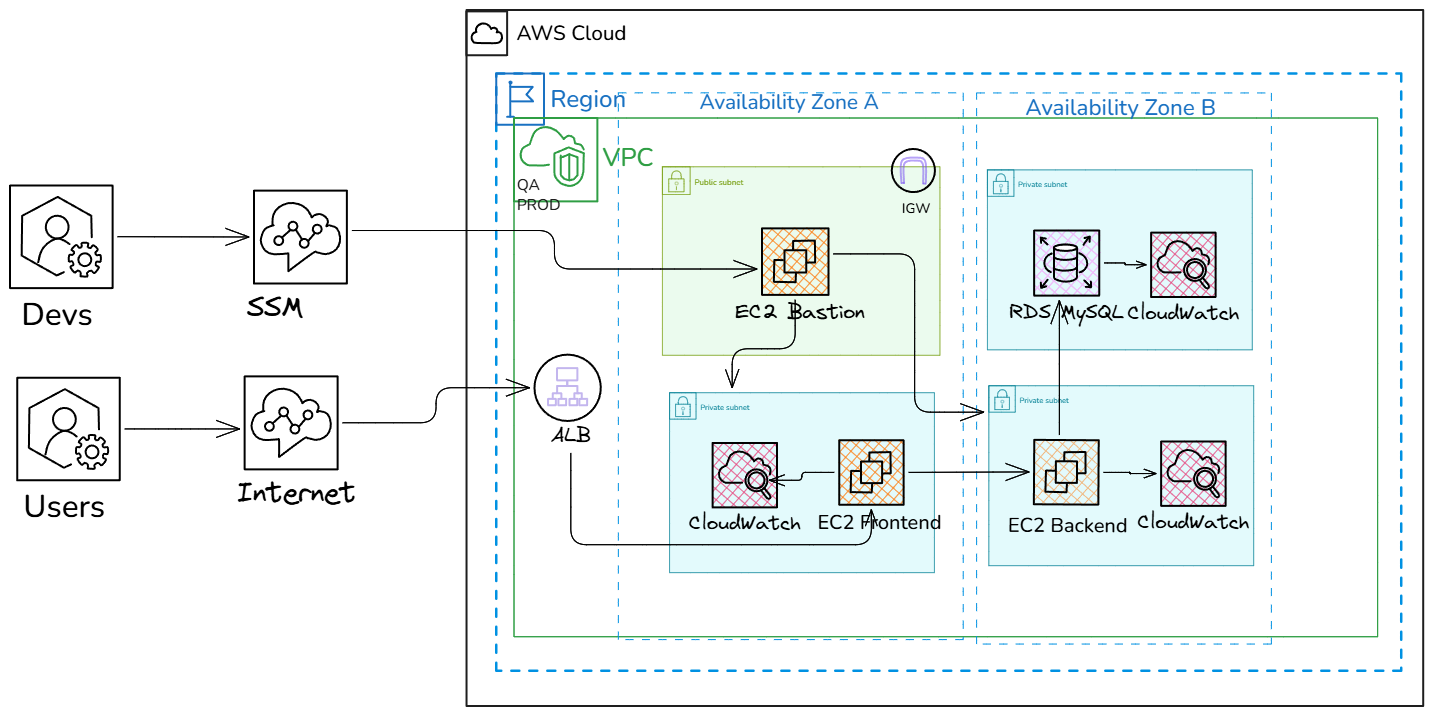 AWS Cloud
Region
Availability Zone A
Availability Zone B
VPC
QA
PROD
Public subnet
IGW
Private subnet
Devs
SSM
EC2 Bastion
RDS/MySQL
CloudWatch
Private subnet
Private subnet
ALB
Users
Internet
CloudWatch
EC2 Frontend
EC2 Backend
CloudWatch